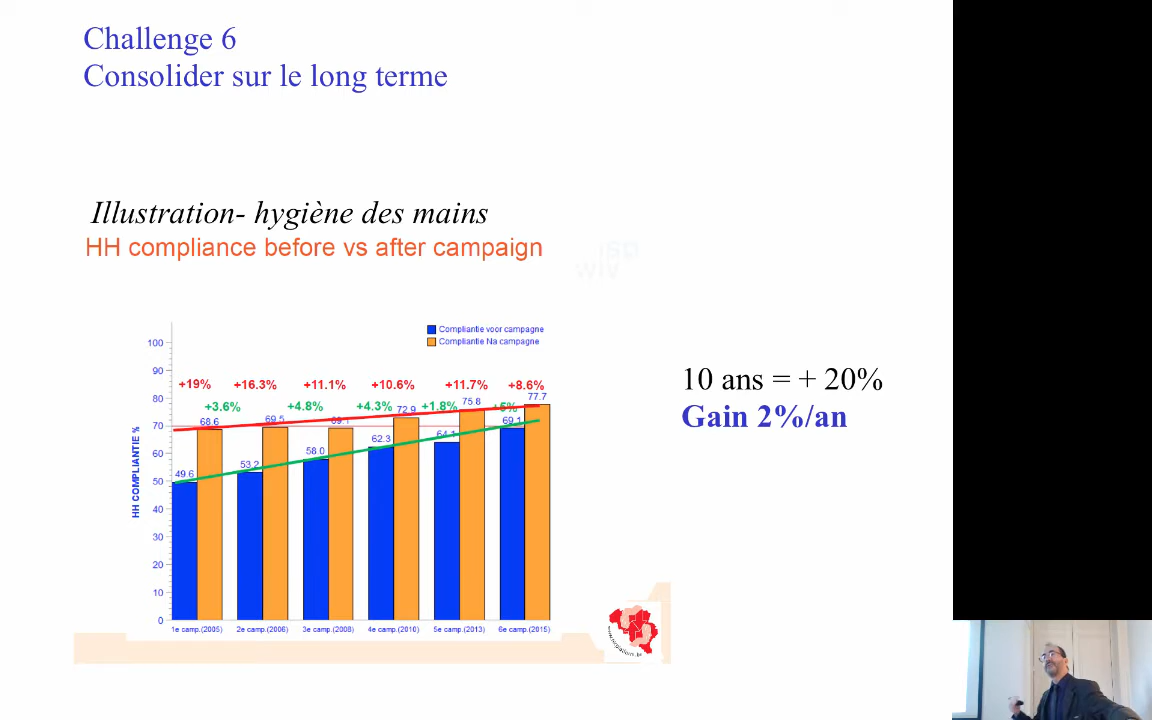 Challenge 6
Consolider sur le long terme
Illustration- hygiène des mains
HH compliance before vs after campaign
wiv isp
Compliantie voor campagne
Compliantie Na campagne
100
90
80
70
60
50
40
30
20
10
0
HH COMPLIANTIE %
+19% +16.3% +11.1% +10.6% +11.7% +8.6%
+3.6% +4.8% +4.3% +1.8% +5%
49.6 68.6 53.2 69.5 58.0 69.1 62.3 72.9 64.1 75.8 69.1 77.7
1e camp.(2005) 2e camp.(2006) 3e camp.(2008) 4e camp.(2010) 5e camp.(2013) 6e camp.(2015)
10 ans = + 20%
Gain 2%/an